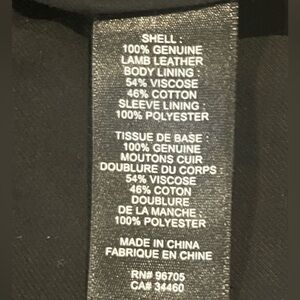 SHELL :
100% GENUINE
LAMB LEATHER
BODY LINING :
54% VISCOSE
46% COTTON
SLEEVE LINING :
100% POLYESTER
TISSUE DE BASE :
100% GENUINE
MOUTONS CUIR
DOUBLURE DU CORPS :
54% VISCOSE
46% COTON
DOUBLURE
DE LA MANCHE :
100% POLYESTER
MADE IN CHINA
FABRIQUE EN CHINE
RN# 96705
CA# 34460